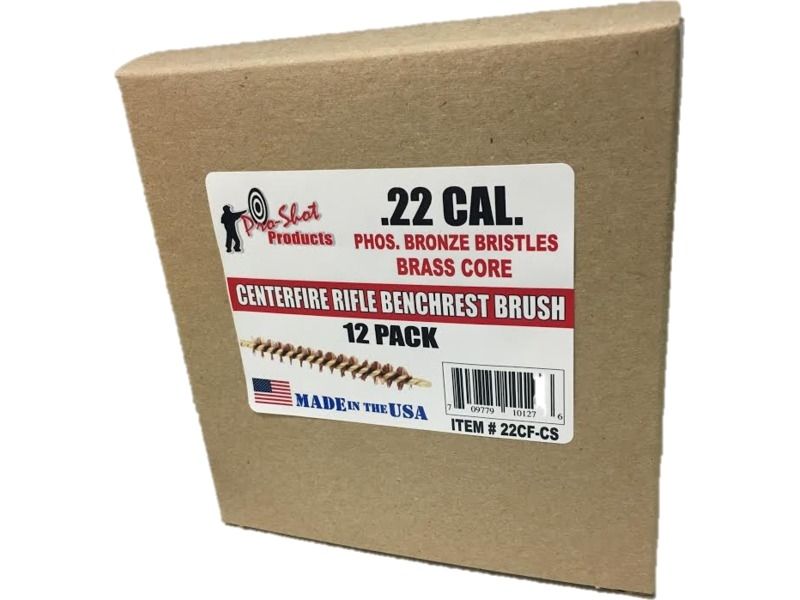 Pro-Shot
Products
.22 CAL.
PHOS. BRONZE BRISTLES
BRASS CORE
CENTERFIRE RIFLE BENCHREST BRUSH
12 PACK
MADE IN THE USA
7 09779 10127 6
ITEM # 22CF-CS